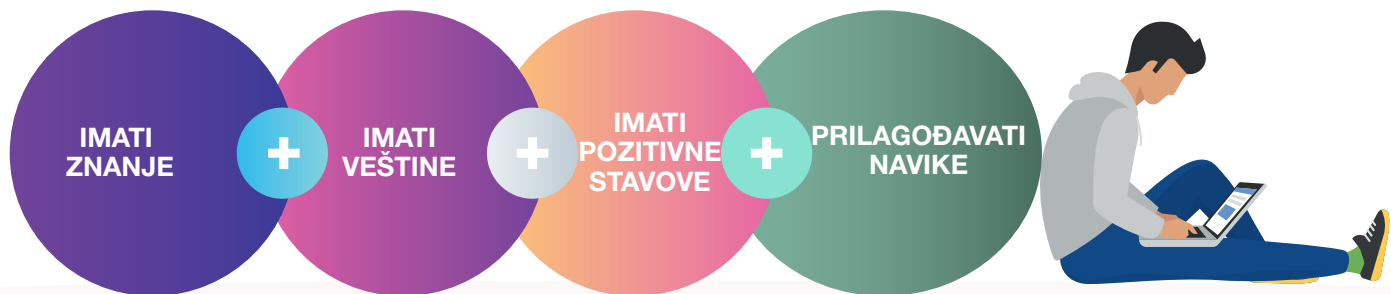 IMATI
ZNANJE
+
IMATI
VEŠTINE
+
IMATI
POZITIVNE
STAVOVE
+
PRILAGOĐAVATI
NAVIKE